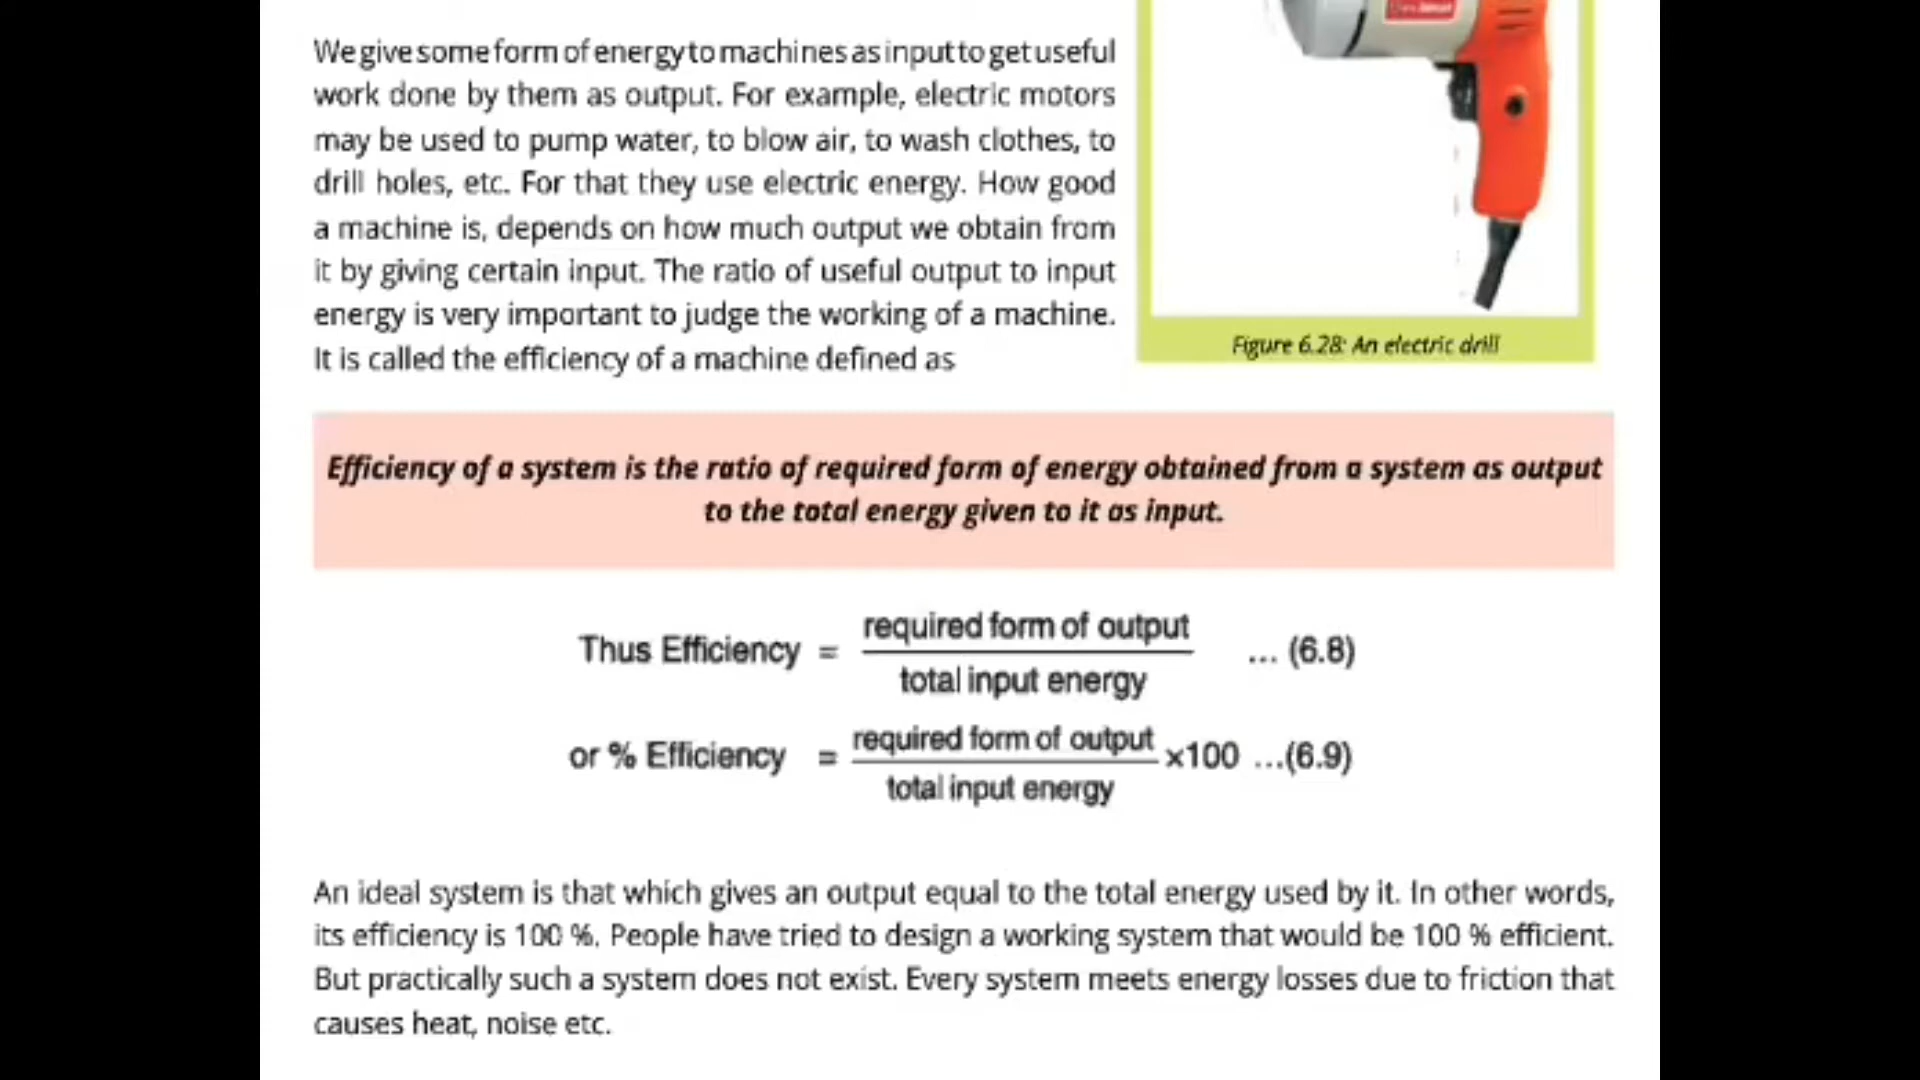 We give some form of energy to machines as input to get useful
work done by them as output. For example, electric motors
may be used to pump water, to blow air, to wash clothes, to
drill holes, etc. For that they use electric energy. How good
a machine is, depends on how much output we obtain from
it by giving certain input. The ratio of useful output to input
energy is very important to judge the working of a machine.
It is called the efficiency of a machine defined as
Figure 6.28: An electric drill
Efficiency of a system is the ratio of required form of energy obtained from a system as output
to the total energy given to it as input.
Thus Efficiency = required form of output / total input energy ... (6.8)
or % Efficiency = required form of output / total input energy ×100 ...(6.9)
An ideal system is that which gives an output equal to the total energy used by it. In other words,
its efficiency is 100 %. People have tried to design a working system that would be 100 % efficient.
But practically such a system does not exist. Every system meets energy losses due to friction that
causes heat, noise etc.